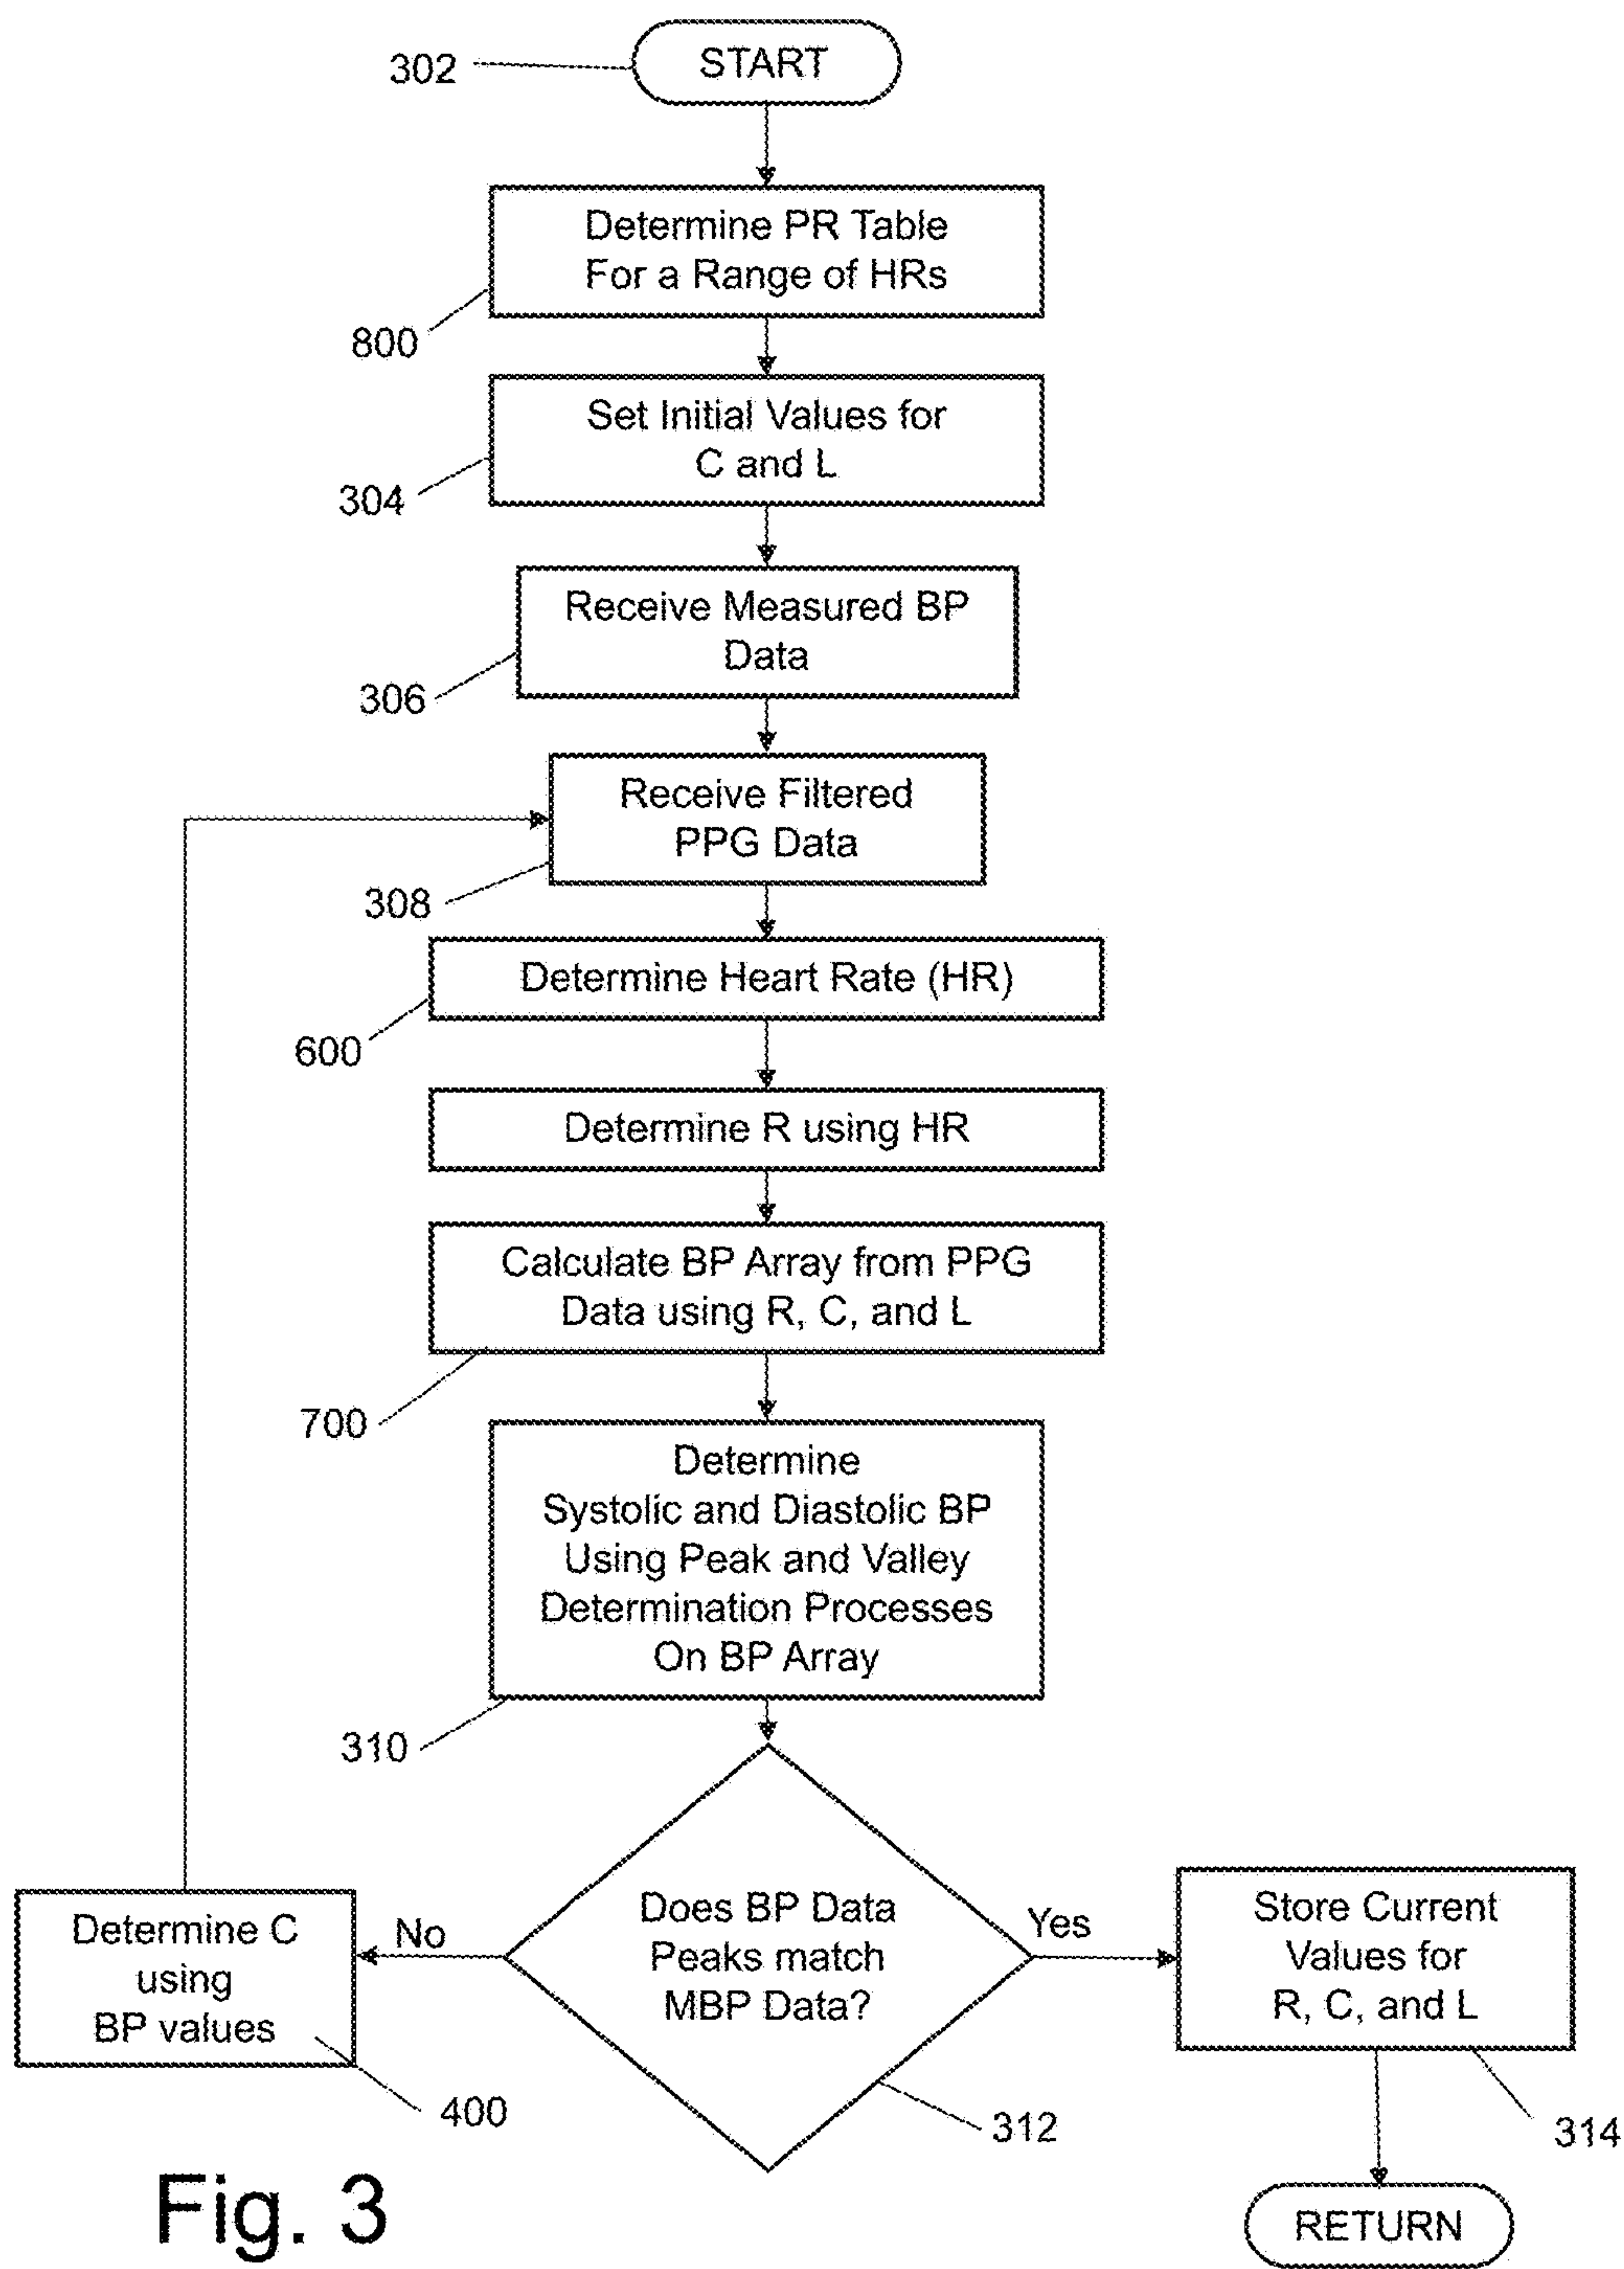 START
302
Determine PR Table
For a Range of HRs
800
Set Initial Values for
C and L
304
Receive Measured BP
Data
306
Receive Filtered
PPG Data
308
Determine Heart Rate (HR)
600
Determine R using HR
Calculate BP Array from PPG
Data using R, C, and L
700
Determine
Systolic and Diastolic BP
Using Peak and Valley
Determination Processes
On BP Array
310
Does BP Data
Peaks match
MBP Data?
312
No
Determine C
using
BP values
400
Yes
Store Current
Values for
R, C, and L
314
RETURN
Fig. 3